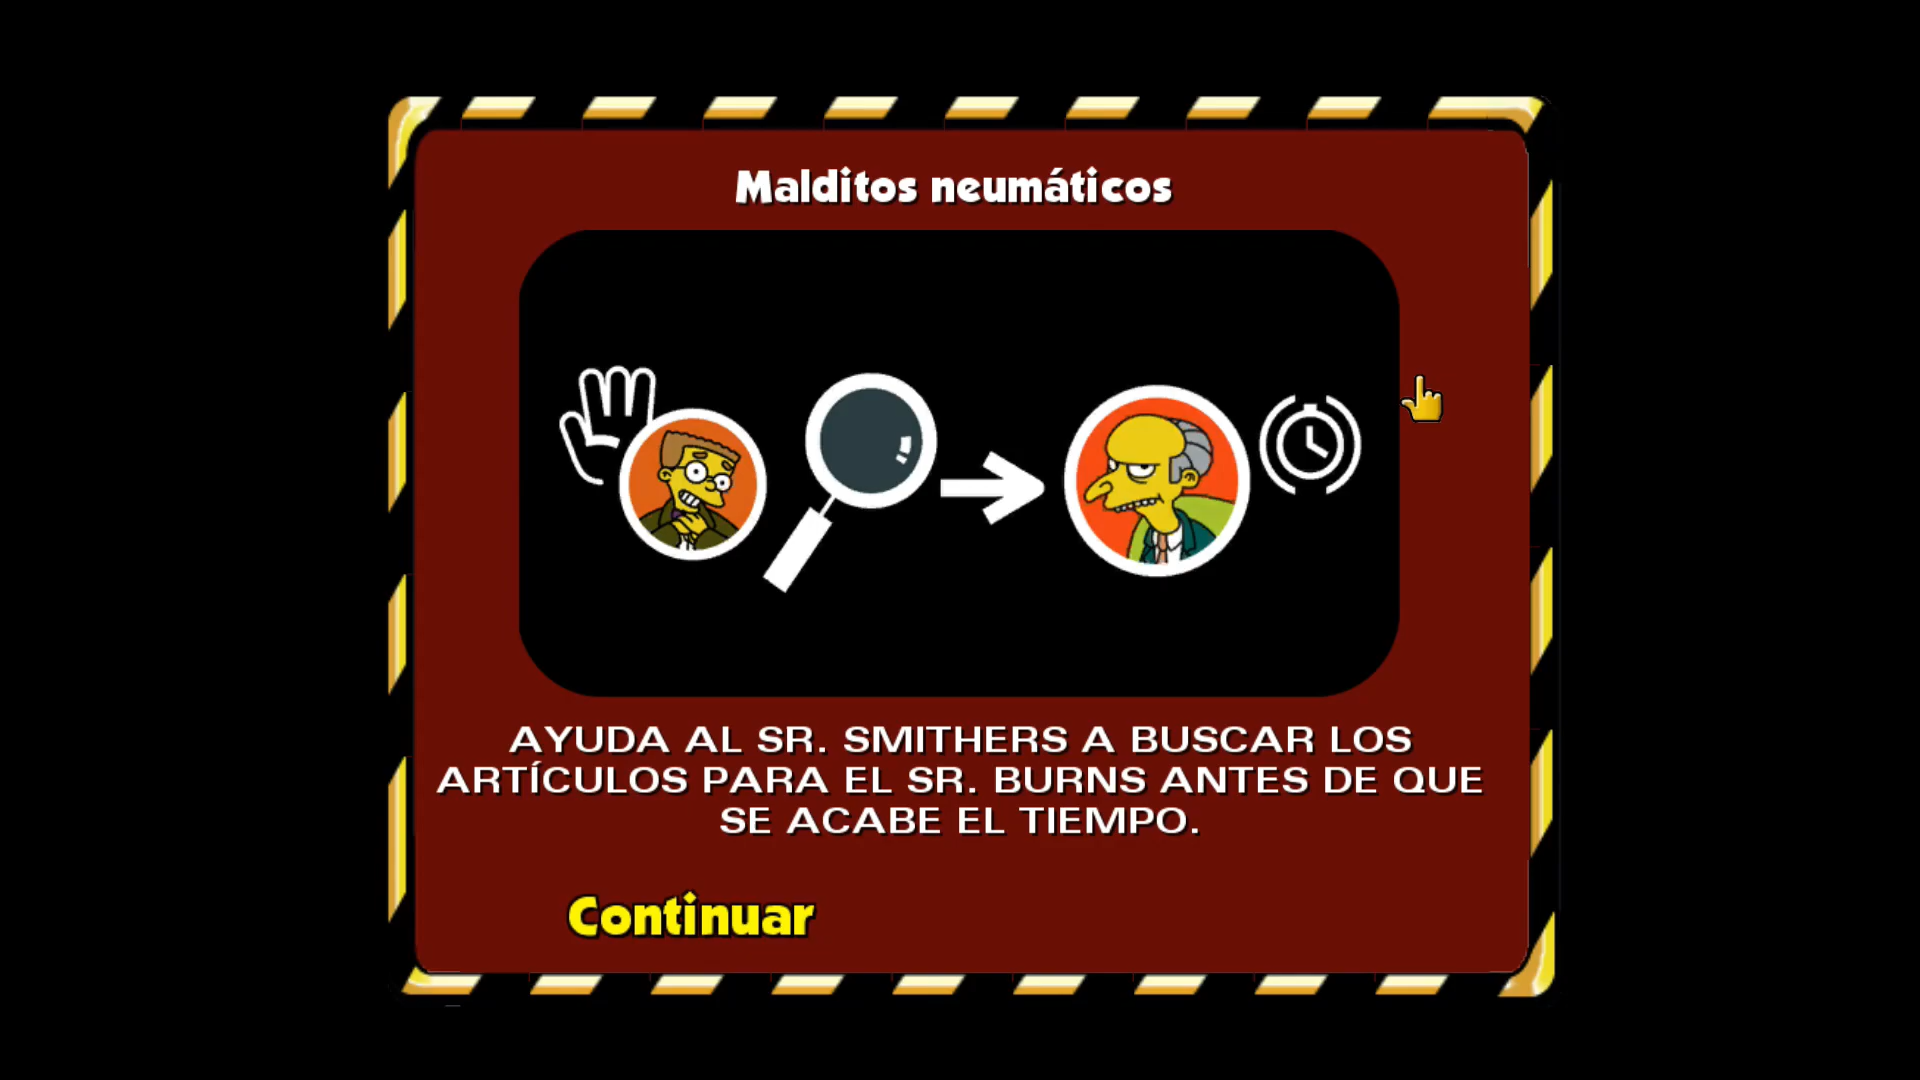 Malditos neumáticos
AYUDA AL SR. SMITHERS A BUSCAR LOS
ARTÍCULOS PARA EL SR. BURNS ANTES DE QUE
SE ACABE EL TIEMPO.
Continuar